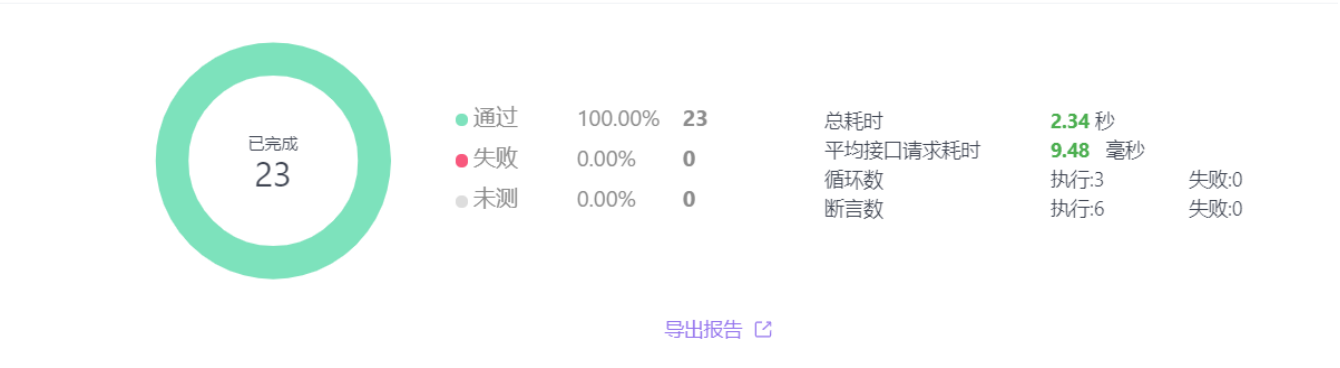 已完成
23
通过 100.00% 23
失败 0.00% 0
未测 0.00% 0
总耗时 2.34 秒
平均接口请求耗时 9.48 毫秒
循环数 执行:3 失败:0
断言数 执行:6 失败:0
导出报告